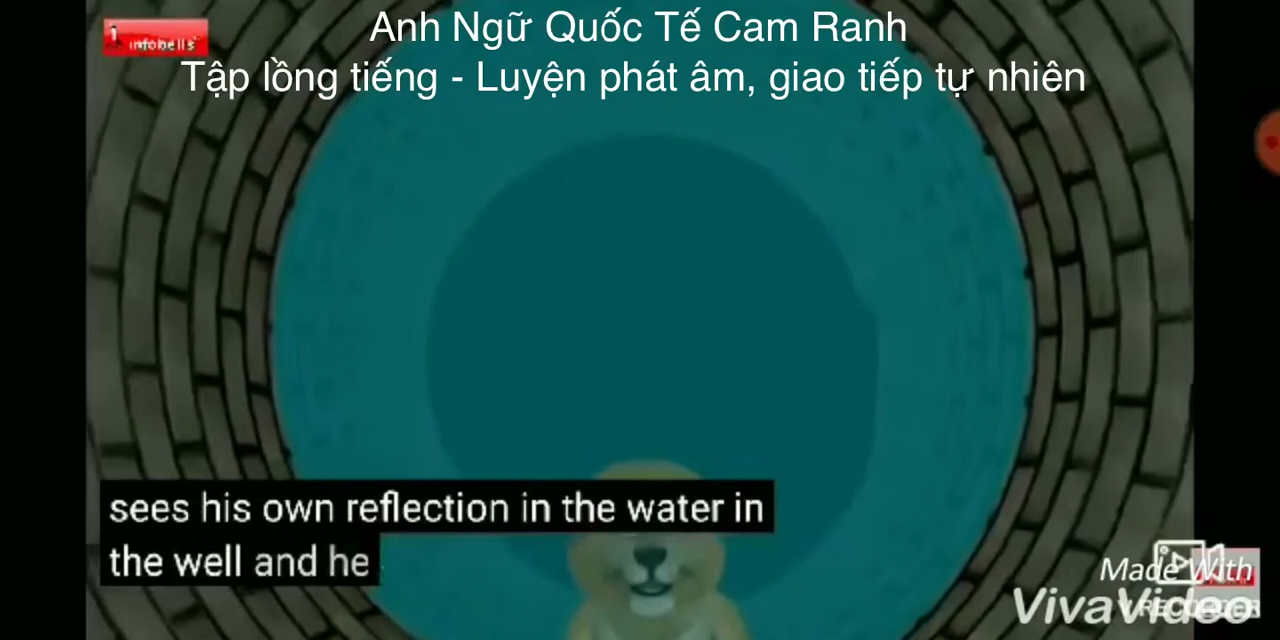 infobells
Anh Ngữ Quốc Tế Cam Ranh
Tập lồng tiếng - Luyện phát âm, giao tiếp tự nhiên
sees his own reflection in the water in
the well and he
Made With
VivaVideo
RECORDER